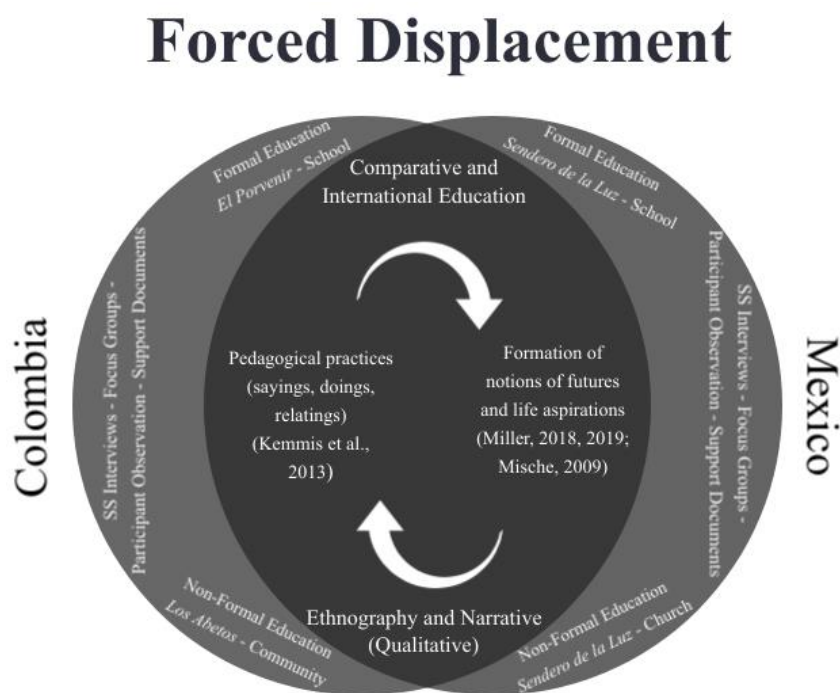 Forced Displacement
Colombia
Formal Education
El Porvenir - School
SS Interviews - Focus Groups -
Participant Observation - Support Documents
Non-Formal Education
Los Abetos - Community
Comparative and
International Education
Pedagogical practices
(sayings, doings,
relatings)
(Kemmis et al.,
2013)
Formation of
notions of futures
and life aspirations
(Miller, 2018, 2019;
Mische, 2009)
Ethnography and Narrative
(Qualitative)
Formal Education
Sendero de la Luz - School
SS Interviews - Focus Groups -
Participant Observation - Support Documents
Non-Formal Education
Sendero de la Luz - Church
Mexico